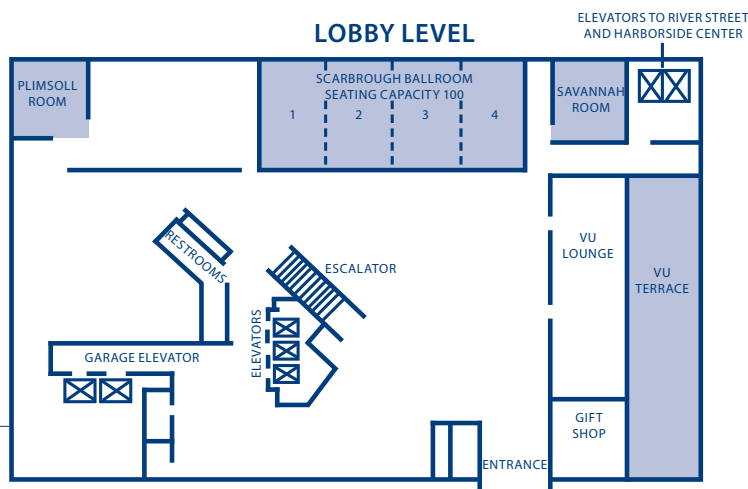 LOBBY LEVEL
ELEVATORS TO RIVER STREET
AND HARBORSIDE CENTER
PLIMSOLL
ROOM
SCARBROUGH BALLROOM
SEATING CAPACITY 100
1 2 3 4
SAVANNAH
ROOM
RESTROOMS
ESCALATOR
VU
LOUNGE
VU
TERRACE
ELEVATORS
GARAGE ELEVATOR
GIFT
SHOP
ENTRANCE